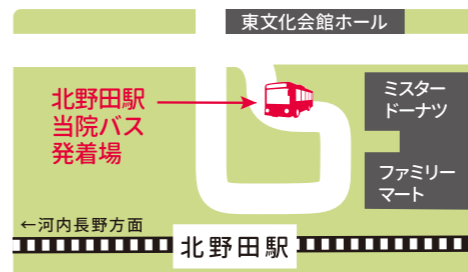 東文化会館ホール
北野田駅
当院バス
発着場
ミスター
ドーナツ
ファミリー
マート
←河内長野方面
北野田駅